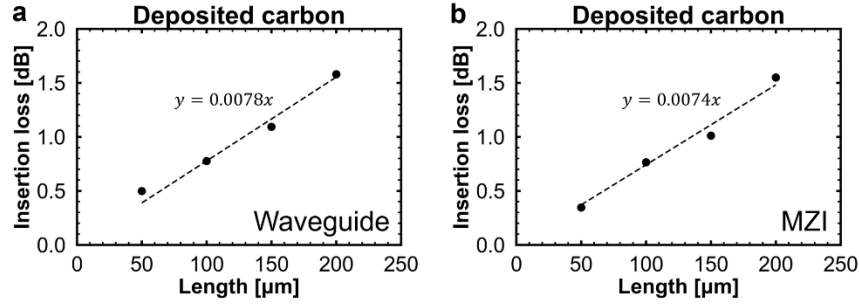 a
Deposited carbon
Insertion loss [dB]
2.0
1.5
1.0
0.5
0.0
y = 0.0078x
Waveguide
0 50 100 150 200 250
Length [µm]
b
Deposited carbon
Insertion loss [dB]
2.0
1.5
1.0
0.5
0.0
y = 0.0074x
MZI
0 50 100 150 200 250
Length [µm]